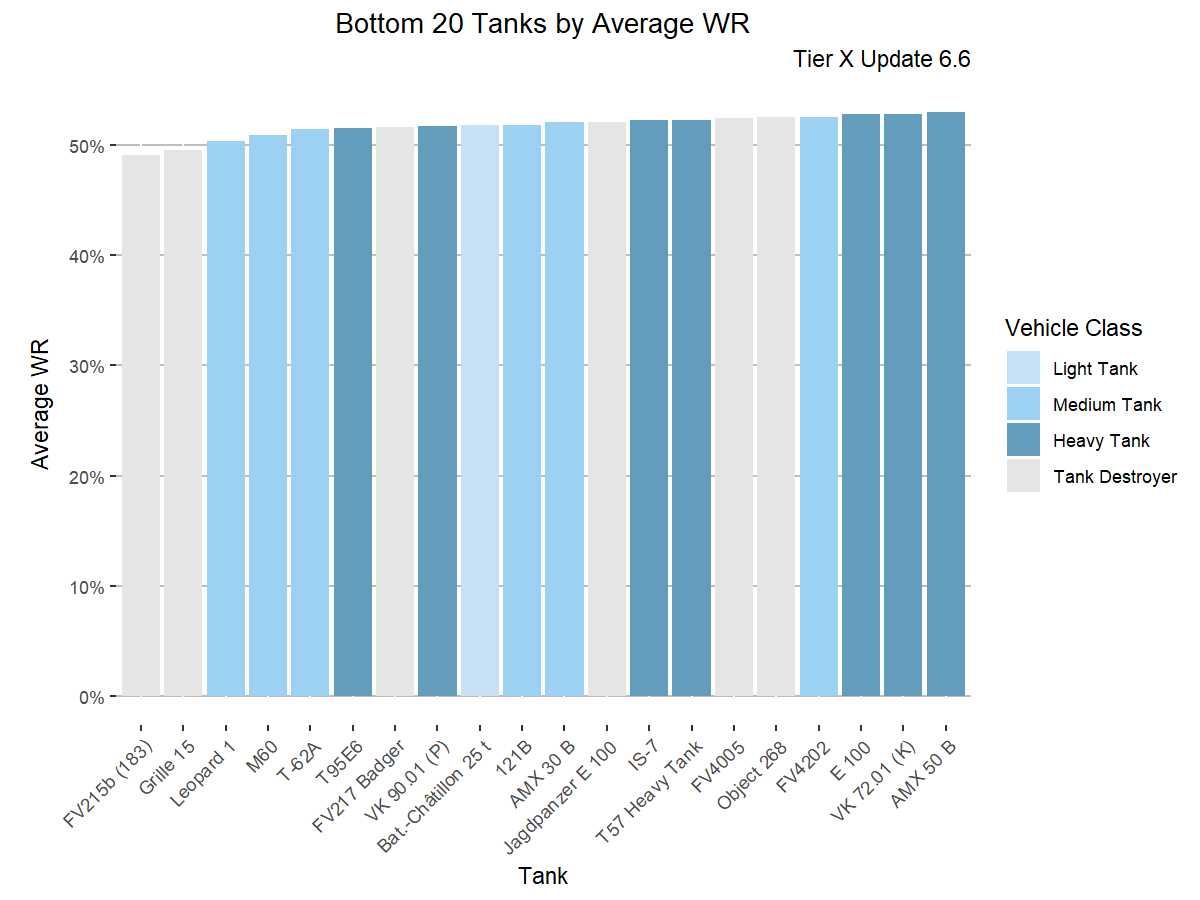 Bottom 20 Tanks by Average WR
Tier X Update 6.6
50%
40%
30%
20%
10%
0%
Average WR
FV215b (183)
Grille 15
Leopard 1
M60
T-62A
T95E6
FV217 Badger
VK 90.01 (P)
Bat.-Châtillon 25 t
121B
AMX 30 B
Jagdpanzer E 100
IS-7
T57 Heavy Tank
FV4005
Object 268
FV4202
E 100
VK 72.01 (K)
AMX 50 B
Tank
Vehicle Class
Light Tank
Medium Tank
Heavy Tank
Tank Destroyer